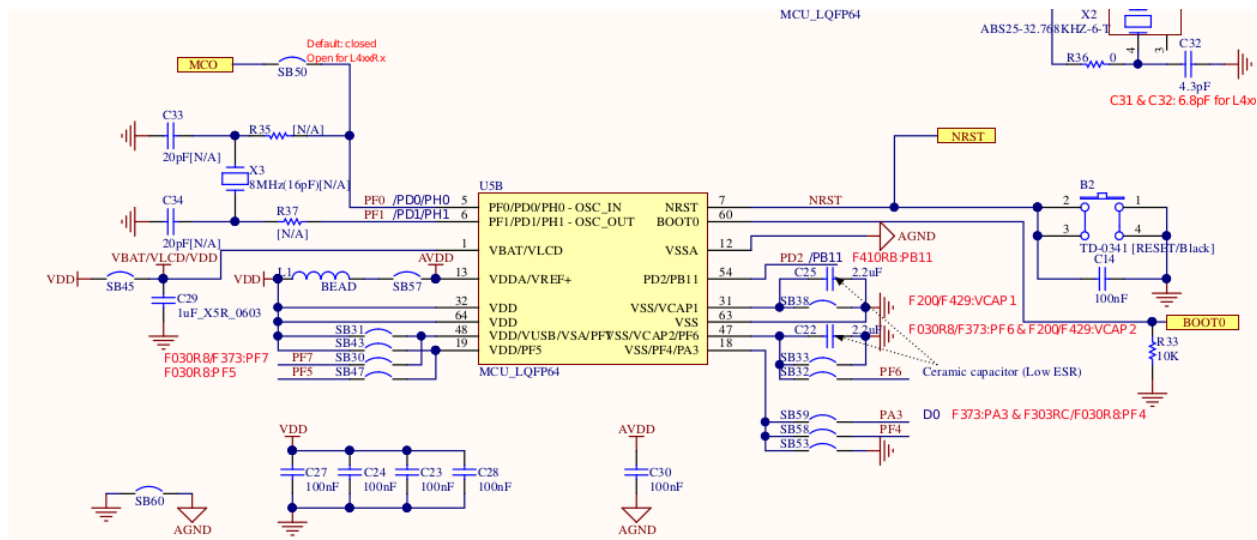 MCU_LQFP64
X2
ABS25-32.768KHZ-6-T
4
3
C32
R36 0
4.3pF
C31 & C32: 6.8pF for L4xx
MCO
SB50
Default: closed
Open for L4xxRx
C33
20pF[N/A]
R35 [N/A]
X3
8MHz(16pF)[N/A]
C34
20pF[N/A]
R37
[N/A]
PF0 /PD0/PH0 5
PF1 /PD1/PH1 6
VBAT/VLCD/VDD
1
VDD
SB45
C29
1uF_X5R_0603
VDD
L1
BEAD
SB57
AVDD
13
32
64
SB31
48
SB43
19
F030R8/F373:PF7
PF7
SB30
F030R8:PF5
PF5
SB47
U5B
PF0/PD0/PH0 - OSC_IN
NRST
PF1/PD1/PH1 - OSC_OUT
BOOT0
VBAT/VLCD
VSSA
VDDA/VREF+
PD2/PB11
VDD
VSS/VCAP1
VDD
VSS
VDD/VUSB/VSA/PF7
VSS/VCAP2/PF6
VDD/PF5
VSS/PF4/PA3
MCU_LQFP64
7
NRST
60
12
AGND
54
PD2 /PB11
F410RB:PB11
C25
2.2uF
31
SB38
63
47
C22
2.2uF
18
SB33
SB32
PF6
F200/F429:VCAP1
F030R8/F373:PF6 & F200/F429:VCAP2
Ceramic capacitor (Low ESR)
SB59
PA3
D0
F373:PA3 & F303RC/F030R8:PF4
SB58
PF4
SB53
NRST
B2
2
1
3
4
TD-0341 [RESET/Black]
C14
100nF
BOOT0
R33
10K
SB60
AGND
VDD
C27
100nF
C24
100nF
C23
100nF
C28
100nF
AVDD
C30
100nF
AGND